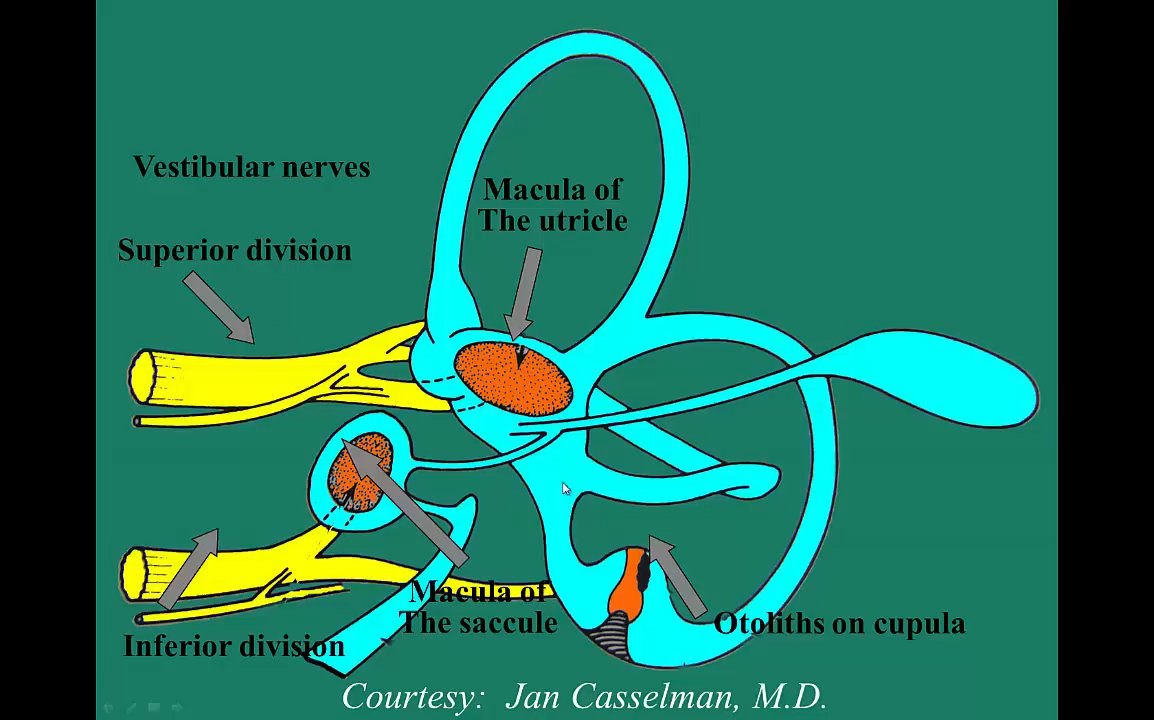 Vestibular nerves
Macula of
The utricle
Superior division
Macula of
The saccule
Otoliths on cupula
Inferior division
Courtesy: Jan Casselman, M.D.